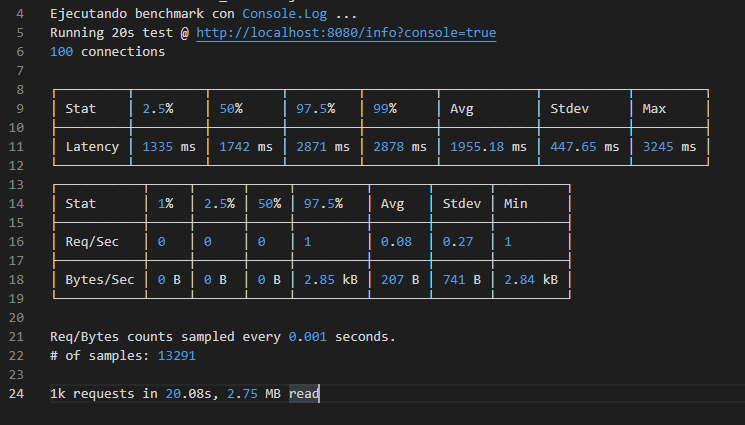 4 Ejecutando benchmark con Console.Log ...
5 Running 20s test @ http://localhost:8080/info?console=true
6 100 connections
7
8
9 Stat 2.5% 50% 97.5% 99% Avg Stdev Max
10
11 Latency 1335 ms 1742 ms 2871 ms 2878 ms 1955.18 ms 447.65 ms 3245 ms
12
13
14 Stat 1% 2.5% 50% 97.5% Avg Stdev Min
15
16 Req/Sec 0 0 0 1 0.08 0.27 1
17
18 Bytes/Sec 0 B 0 B 0 B 2.85 kB 207 B 741 B 2.84 kB
19
20
21 Req/Bytes counts sampled every 0.001 seconds.
22 # of samples: 13291
23
24 1k requests in 20.08s, 2.75 MB read